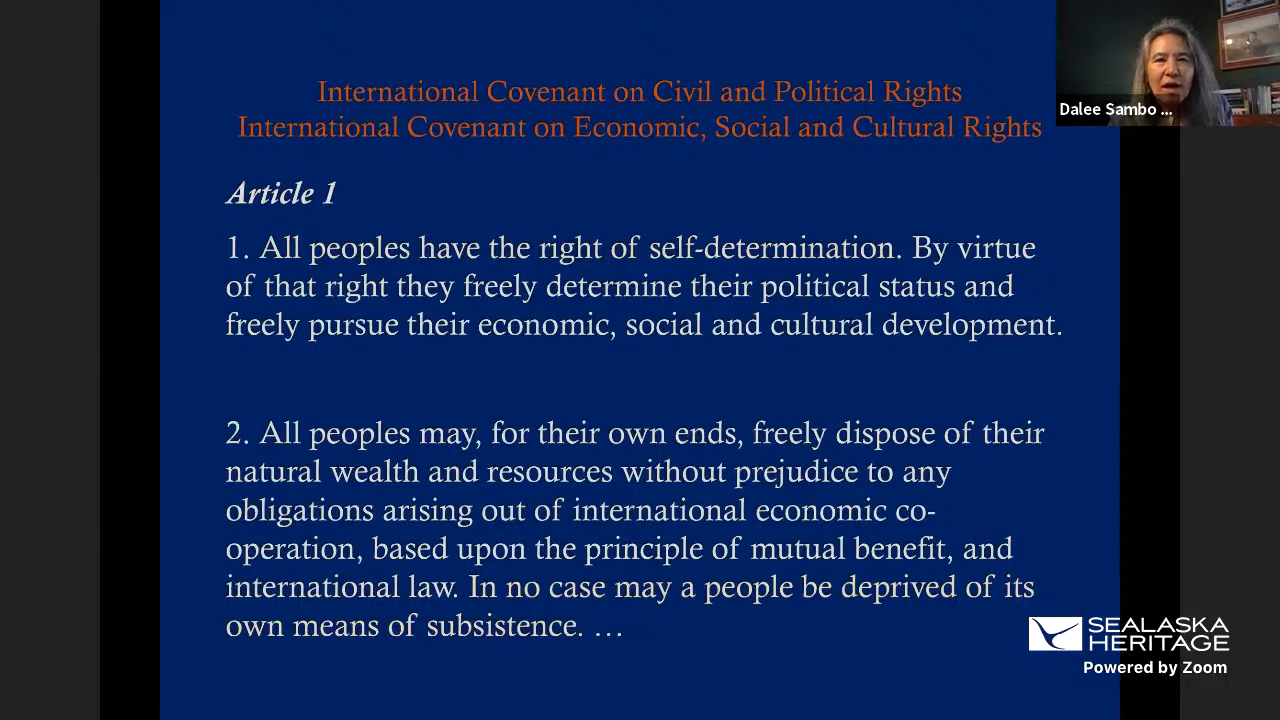 International Covenant on Civil and Political Rights
International Covenant on Economic, Social and Cultural Rights
Dalee Sambo ...
Article 1
1. All peoples have the right of self-determination. By virtue
of that right they freely determine their political status and
freely pursue their economic, social and cultural development.
2. All peoples may, for their own ends, freely dispose of their
natural wealth and resources without prejudice to any
obligations arising out of international economic co-
operation, based upon the principle of mutual benefit, and
international law. In no case may a people be deprived of its
own means of subsistence. …
SEALASKA
HERITAGE
Powered by Zoom